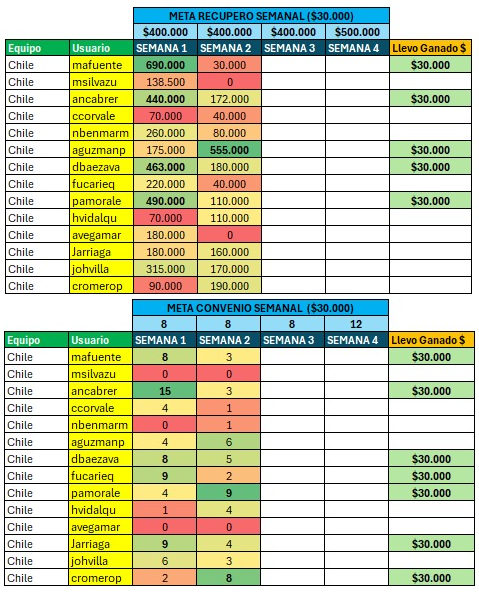 META RECUPERO SEMANAL ($30.000)
$400.000 $400.000 $400.000 $500.000
Equipo Usuario SEMANA 1 SEMANA 2 SEMANA 3 SEMANA 4 Llevo Ganado $
Chile mafuente 690.000 30.000 $30.000
Chile msilvazu 138.500 0
Chile ancabrer 440.000 172.000 $30.000
Chile ccorvale 70.000 40.000
Chile nbenmarm 260.000 80.000
Chile aguzmanp 175.000 555.000 $30.000
Chile dbaezava 463.000 180.000 $30.000
Chile fucarieq 220.000 40.000
Chile pamorale 490.000 110.000 $30.000
Chile hvidalqu 70.000 110.000
Chile avegamar 180.000 0
Chile Jarriaga 180.000 160.000
Chile johvilla 315.000 170.000
Chile cromerop 90.000 190.000
META CONVENIO SEMANAL ($30.000)
8 8 8 12
Equipo Usuario SEMANA 1 SEMANA 2 SEMANA 3 SEMANA 4 Llevo Ganado $
Chile mafuente 8 3 $30.000
Chile msilvazu 0 0
Chile ancabrer 15 3 $30.000
Chile ccorvale 4 1
Chile nbenmarm 0 1
Chile aguzmanp 4 6
Chile dbaezava 8 5 $30.000
Chile fucarieq 9 2 $30.000
Chile pamorale 4 9 $30.000
Chile hvidalqu 1 4
Chile avegamar 0 0
Chile Jarriaga 9 4 $30.000
Chile johvilla 6 3
Chile cromerop 2 8 $30.000